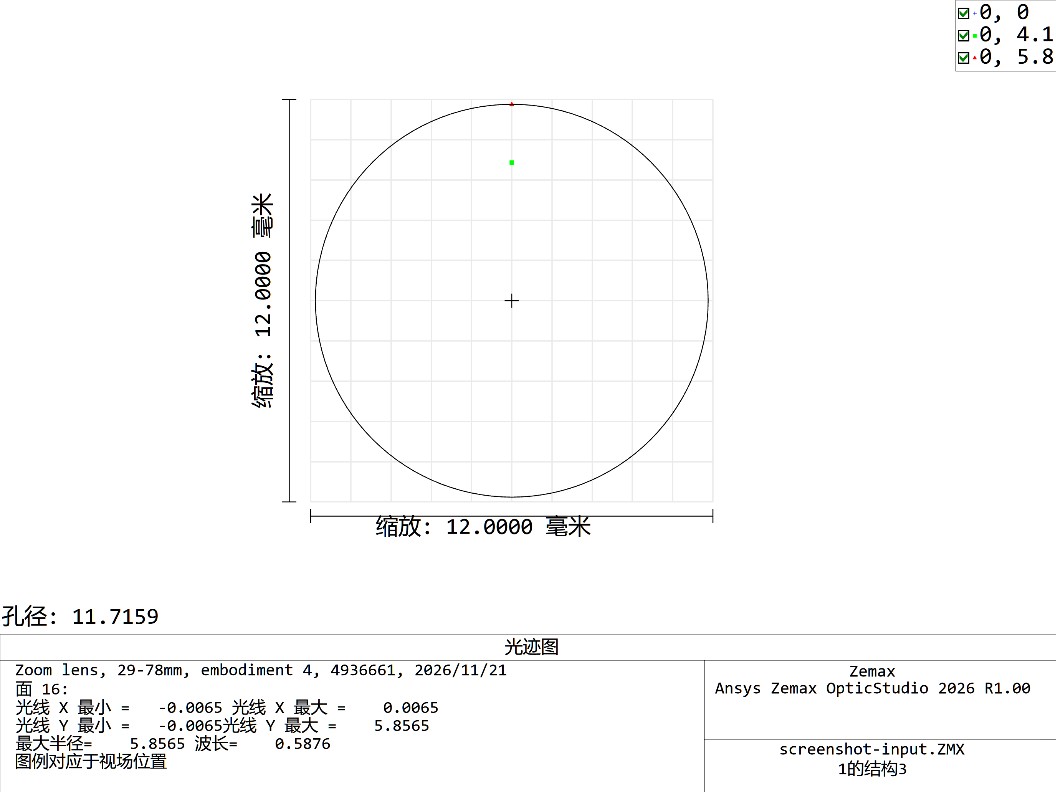 0, 0
0, 4.1
0, 5.8
缩放: 12.0000 毫米
缩放: 12.0000 毫米
孔径: 11.7159
光迹图
Zoom lens, 29-78mm, embodiment 4, 4936661, 2026/11/21
面 16:
光线 X 最小 = -0.0065 光线 X 最大 = 0.0065
光线 Y 最小 = -0.0065光线 Y 最大 = 5.8565
最大半径= 5.8565 波长= 0.5876
图例对应于视场位置
Zemax
Ansys Zemax OpticStudio 2026 R1.00
screenshot-input.ZMX
1的结构3